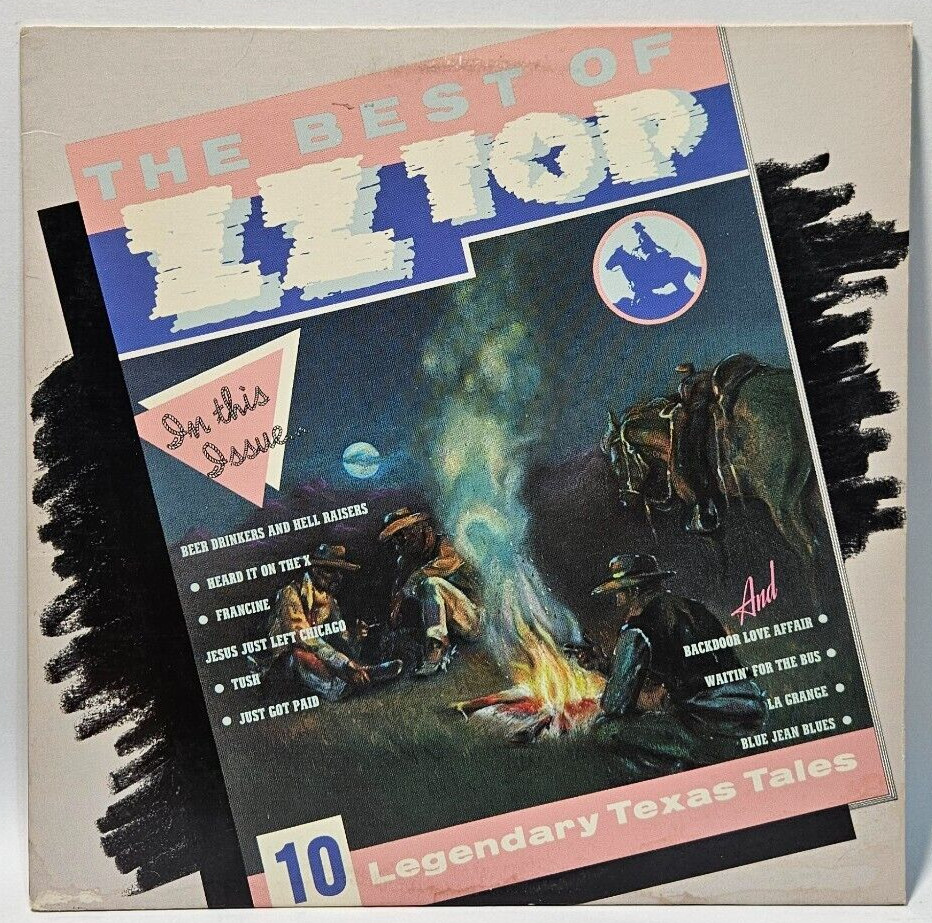 THE BEST OF
ZZ TOP
In this
Issue...
BEER DRINKERS AND HELL RAISERS
• HEARD IT ON THE X
• FRANCINE
JESUS JUST LEFT CHICAGO
• TUSH
• JUST GOT PAID
And
BACKDOOR LOVE AFFAIR •
WAITIN' FOR THE BUS •
LA GRANGE •
BLUE JEAN BLUES •
10 Legendary Texas Tales